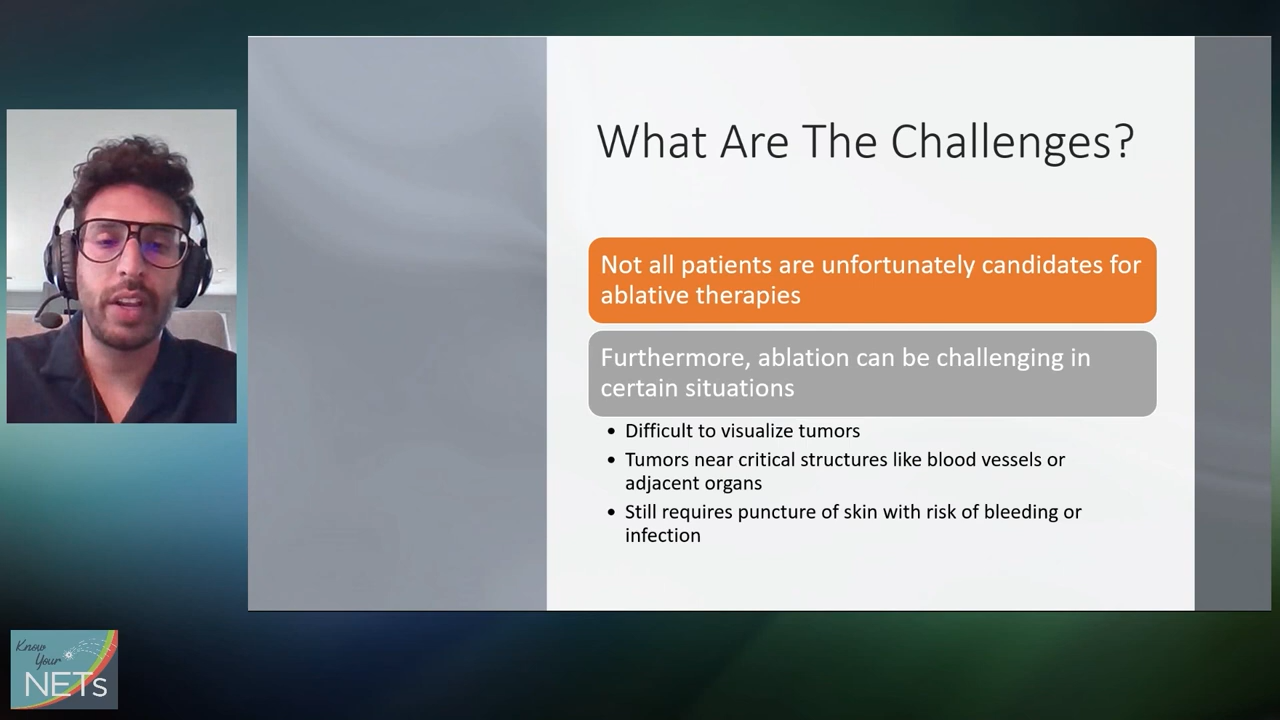 What Are The Challenges?
Not all patients are unfortunately candidates for
ablative therapies
Furthermore, ablation can be challenging in
certain situations
• Difficult to visualize tumors
• Tumors near critical structures like blood vessels or
adjacent organs
• Still requires puncture of skin with risk of bleeding or
infection
Know
Your
NETs